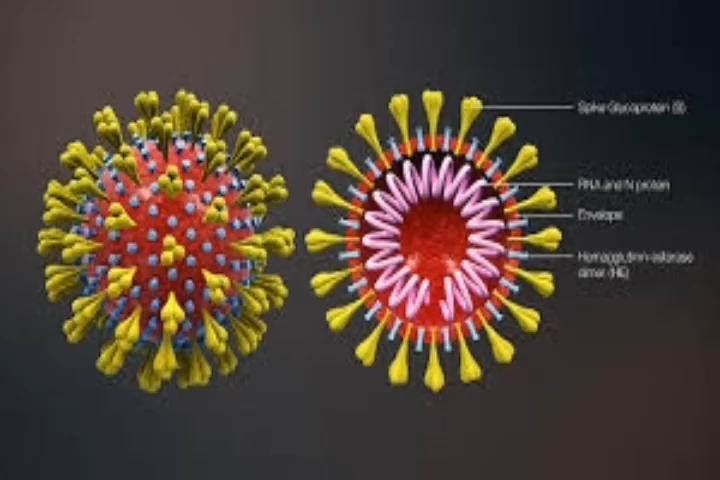 Spike Glycoprotein (S)
RNA and N protein
Envelope
Hemagglutinin-esterase
dimer (HE)